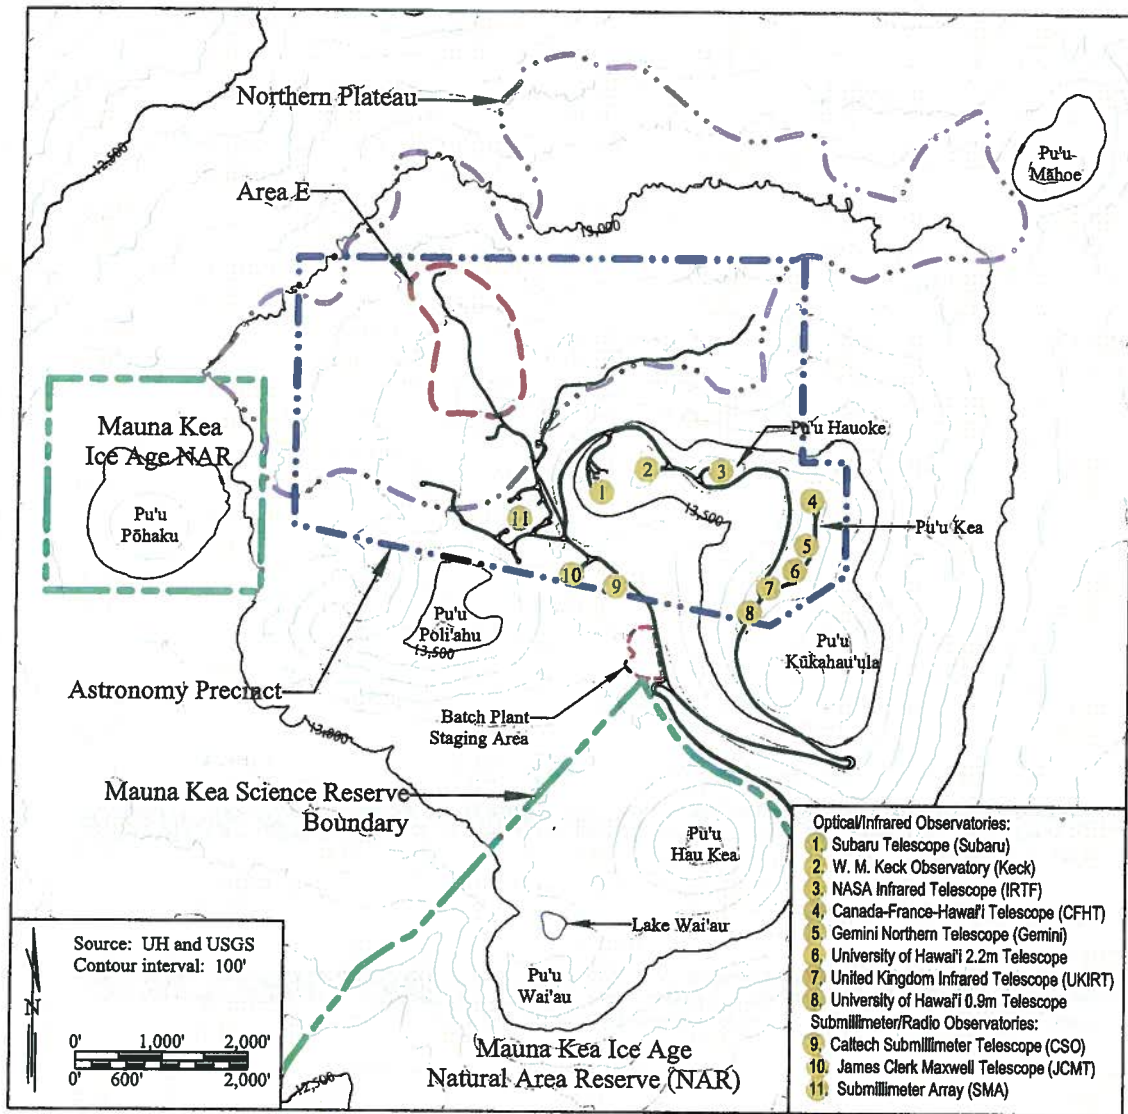 Northern Plateau
12,500
Pu'u
Māhoe
Area E
13,000
Mauna Kea
Ice Age NAR
Pu'u
Pōhaku
Pu'u Hauoke
2
3
1
4
13,500
11
Pu'u Kea
5
10
6
9
7
8
Pu'u
Poli'ahu
13,500
Pu'u
Kūkahau'ula
Astronomy Precinct
Batch Plant
Staging Area
13,000
Mauna Kea Science Reserve
Boundary
Pu'u
Hau Kea
Lake Wai'au
Pu'u
Wai'au
Mauna Kea Ice Age
Natural Area Reserve (NAR)
12,500
Source: UH and USGS
Contour interval: 100'
N
0' 1,000' 2,000'
0' 600' 2,000'
Optical/Infrared Observatories:
1. Subaru Telescope (Subaru)
2. W. M. Keck Observatory (Keck)
3. NASA Infrared Telescope (IRTF)
4. Canada-France-Hawai'i Telescope (CFHT)
5. Gemini Northern Telescope (Gemini)
6. University of Hawai'i 2.2m Telescope
7. United Kingdom Infrared Telescope (UKIRT)
8. University of Hawai'i 0.9m Telescope
Submillimeter/Radio Observatories:
9. Caltech Submillimeter Telescope (CSO)
10. James Clerk Maxwell Telescope (JCMT)
11. Submillimeter Array (SMA)